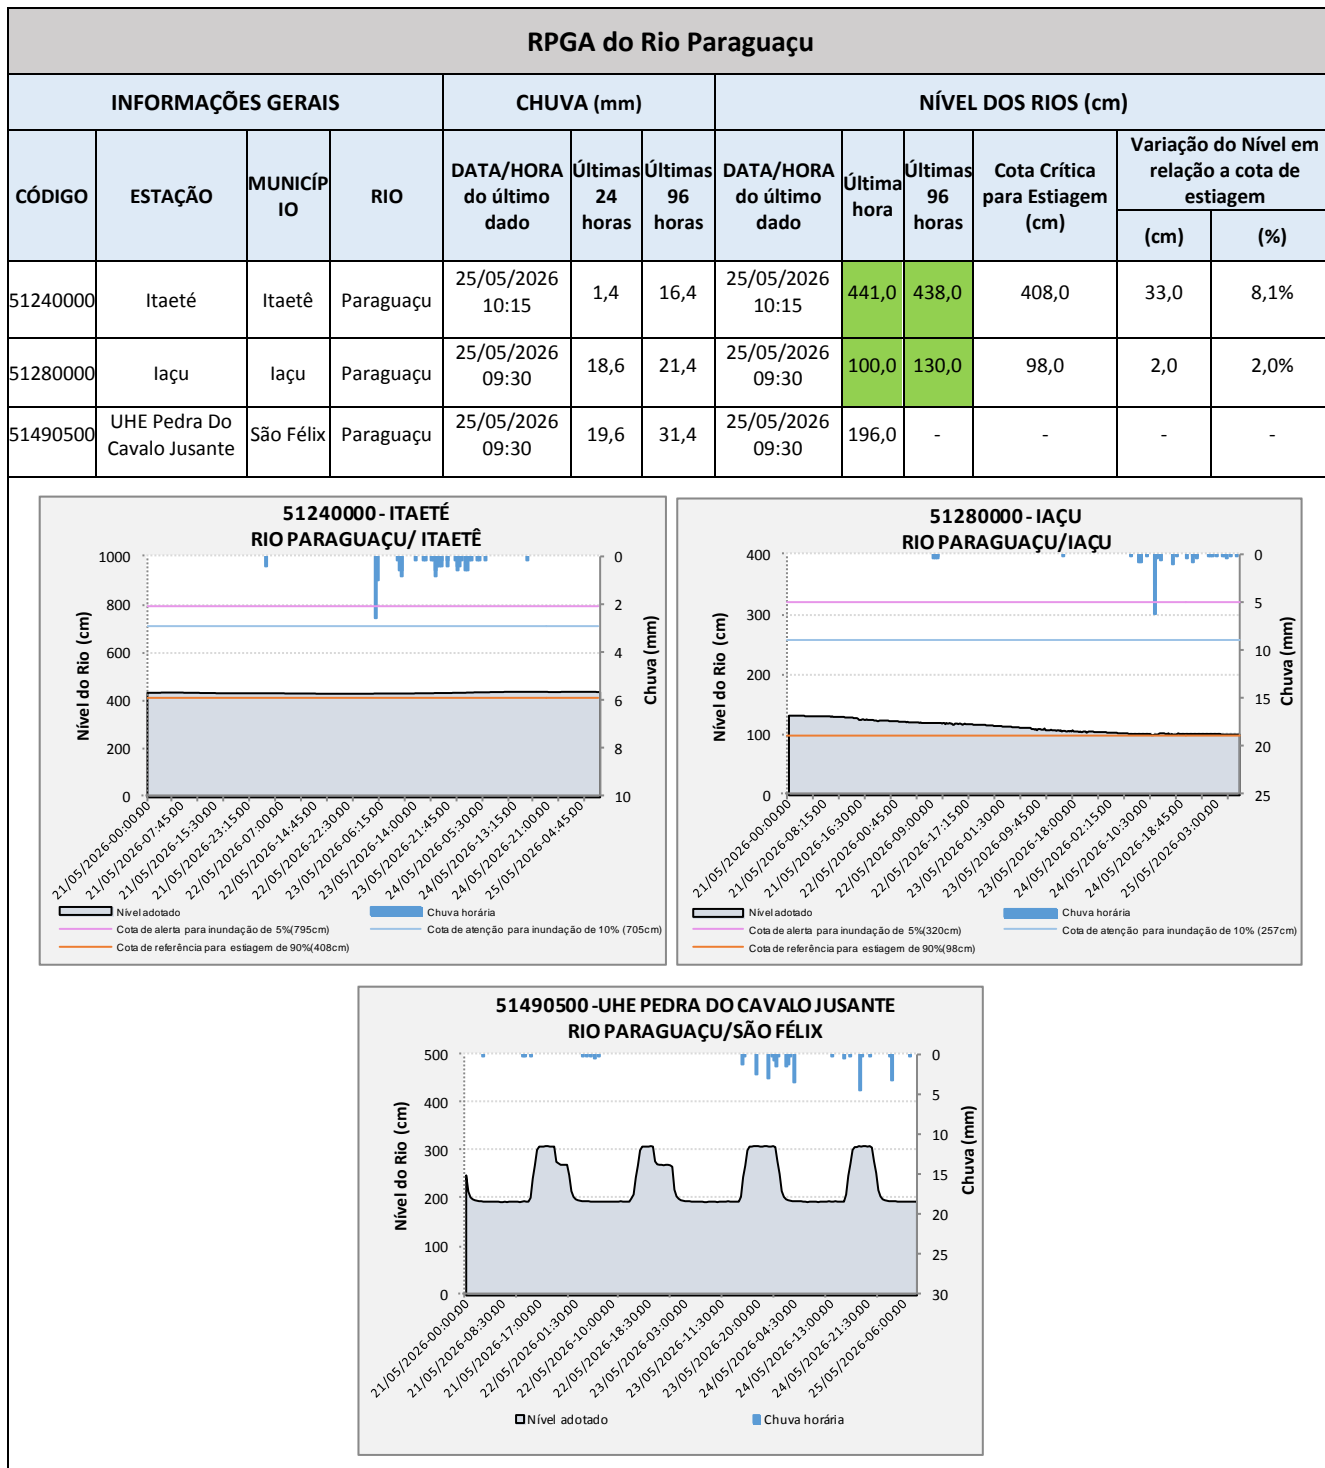 RPGA do Rio Paraguaçu
INFORMAÇÕES GERAIS CHUVA (mm) NÍVEL DOS RIOS (cm)
CÓDIGO ESTAÇÃO MUNICÍP IO RIO DATA/HORA do último dado Últimas 24 horas Últimas 96 horas DATA/HORA do último dado Última hora Últimas 96 horas Cota Crítica para Estiagem (cm) Variação do Nível em relação a cota de estiagem
(cm) (%)
51240000 Itaeté Itaetê Paraguaçu 25/05/2026 10:15 1,4 16,4 25/05/2026 10:15 441,0 438,0 408,0 33,0 8,1%
51280000 Iaçu Iaçu Paraguaçu 25/05/2026 09:30 18,6 21,4 25/05/2026 09:30 100,0 130,0 98,0 2,0 2,0%
51490500 UHE Pedra Do Cavalo Jusante São Félix Paraguaçu 25/05/2026 09:30 19,6 31,4 25/05/2026 09:30 196,0 - - - -
51240000 - ITAETÉ
RIO PARAGUAÇU/ ITAETÊ
Nível do Rio (cm)
1000
800
600
400
200
0
Chuva (mm)
0
2
4
6
8
10
21/05/2026-00:00:00
21/05/2026-07:45:00
21/05/2026-15:30:00
21/05/2026-23:15:00
22/05/2026-07:00:00
22/05/2026-14:45:00
22/05/2026-22:30:00
23/05/2026-06:15:00
23/05/2026-14:00:00
23/05/2026-21:45:00
24/05/2026-05:30:00
24/05/2026-13:15:00
24/05/2026-21:00:00
25/05/2026-04:45:00
Nível adotado
Chuva horária
Cota de alerta para inundação de 5%(795cm)
Cota de atenção para inundação de 10% (705cm)
Cota de referência para estiagem de 90%(408cm)
51280000 - IAÇU
RIO PARAGUAÇU/IAÇU
Nível do Rio (cm)
400
300
200
100
0
Chuva (mm)
0
5
10
15
20
25
21/05/2026-00:00:00
21/05/2026-08:15:00
21/05/2026-16:30:00
22/05/2026-00:45:00
22/05/2026-09:00:00
22/05/2026-17:15:00
23/05/2026-01:30:00
23/05/2026-09:45:00
23/05/2026-18:00:00
24/05/2026-02:15:00
24/05/2026-10:30:00
24/05/2026-18:45:00
25/05/2026-03:00:00
Nível adotado
Chuva horária
Cota de alerta para inundação de 5%(320cm)
Cota de atenção para inundação de 10% (257cm)
Cota de referência para estiagem de 90%(98cm)
51490500 -UHE PEDRA DO CAVALO JUSANTE
RIO PARAGUAÇU/SÃO FÉLIX
Nível do Rio (cm)
500
400
300
200
100
0
Chuva (mm)
0
5
10
15
20
25
30
21/05/2026-00:00:00
21/05/2026-08:30:00
21/05/2026-17:00:00
22/05/2026-01:30:00
22/05/2026-10:00:00
22/05/2026-18:30:00
23/05/2026-03:00:00
23/05/2026-11:30:00
23/05/2026-20:00:00
24/05/2026-04:30:00
24/05/2026-13:00:00
24/05/2026-21:30:00
25/05/2026-06:00:00
Nível adotado
Chuva horária